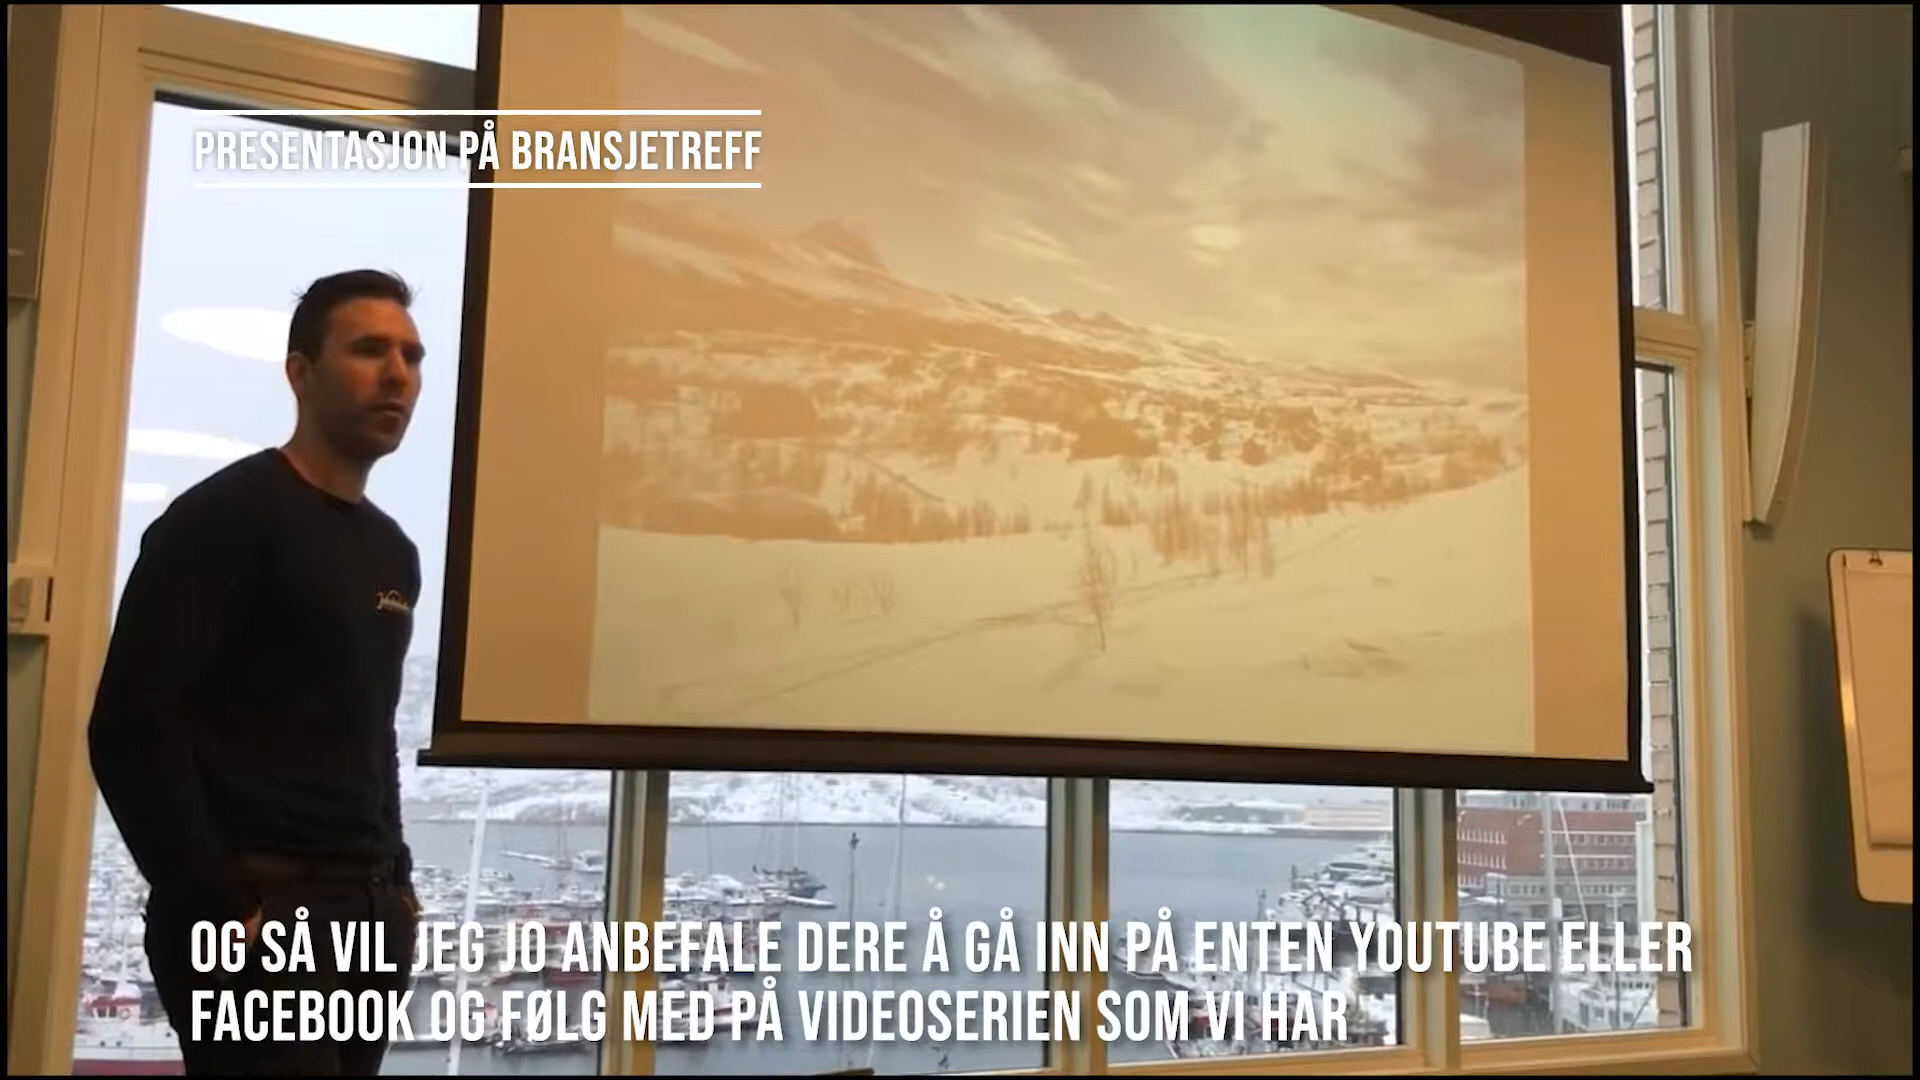 PRESENTASJON PÅ BRANSJETREFF
OG SÅ VIL JEG JO ANBEFALE DERE Å GÅ INN PÅ ENTEN YOUTUBE ELLER
FACEBOOK OG FØLG MED PÅ VIDEOSERIEN SOM VI HAR